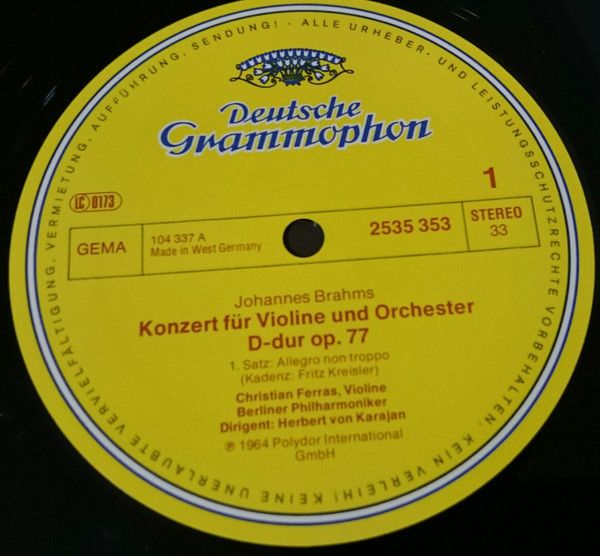 Deutsche
Grammophon
LC 0173
1
GEMA
104 337 A
Made in West Germany
2535 353
STEREO
33
Johannes Brahms
Konzert für Violine und Orchester
D-dur op. 77
1. Satz: Allegro non troppo
(Kadenz: Fritz Kreisler)
Christian Ferras, Violine
Berliner Philharmoniker
Dirigent: Herbert von Karajan
℗ 1964 Polydor International
GmbH
ALLE URHEBER- UND LEISTUNGSSCHUTZRECHTE VORBEHALTEN. KEIN VERLEIH! KEINE UNERLAUBTE VERVIELFÄLTIGUNG, VERMIETUNG, AUFFÜHRUNG, SENDUNG! ·